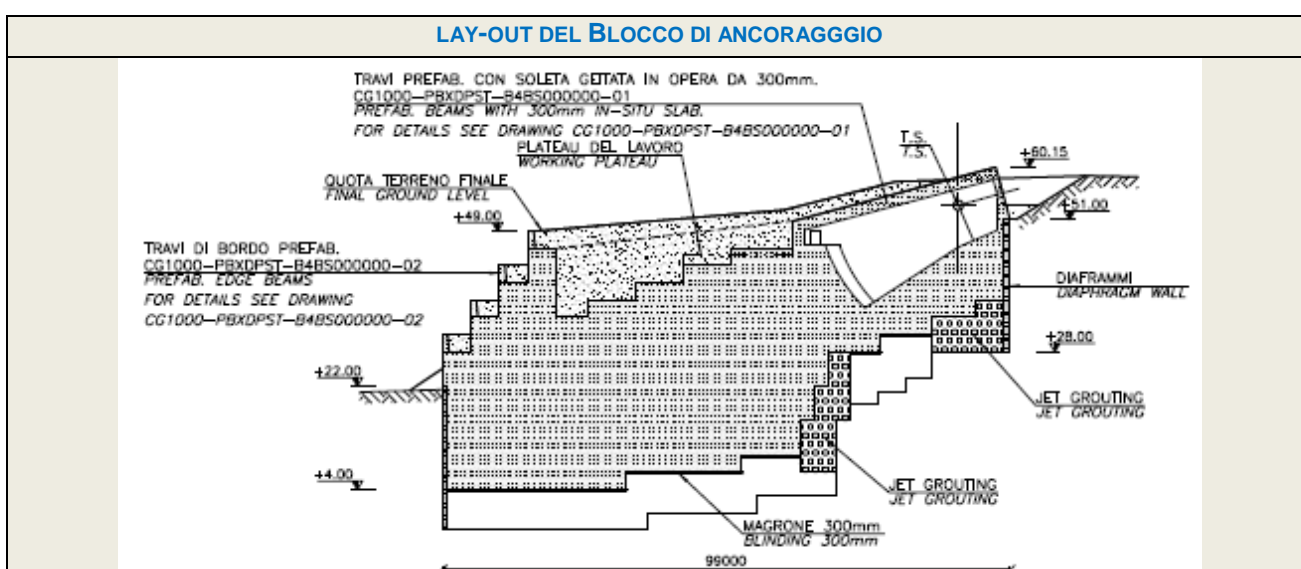 LAY-OUT DEL BLOCCO DI ANCORAGGGIO
TRAVI PREFAB. CON SOLETA GETTATA IN OPERA DA 300mm.
CG1000-PBXDPST-B4BS000000-01
PREFAB. BEAMS WITH 300mm IN-SITU SLAB.
FOR DETAILS SEE DRAWING CG1000-PBXDPST-B4BS000000-01
PLATEAU DEL LAVORO
WORKING PLATEAU
T.S.
T.S.
+60.15
QUOTA TERRENO FINALE
FINAL GROUND LEVEL
+49.00
+51.00
TRAVI DI BORDO PREFAB.
CG1000-PBXDPST-B4BS000000-02
PREFAB. EDGE BEAMS
FOR DETAILS SEE DRAWING
CG1000-PBXDPST-B4BS000000-02
DIAFRAMMI
DIAPHRAGM WALL
+28.00
+22.00
JET GROUTING
JET GROUTING
+4.00
JET GROUTING
JET GROUTING
MAGRONE 300mm
BLINDING 300mm
99000